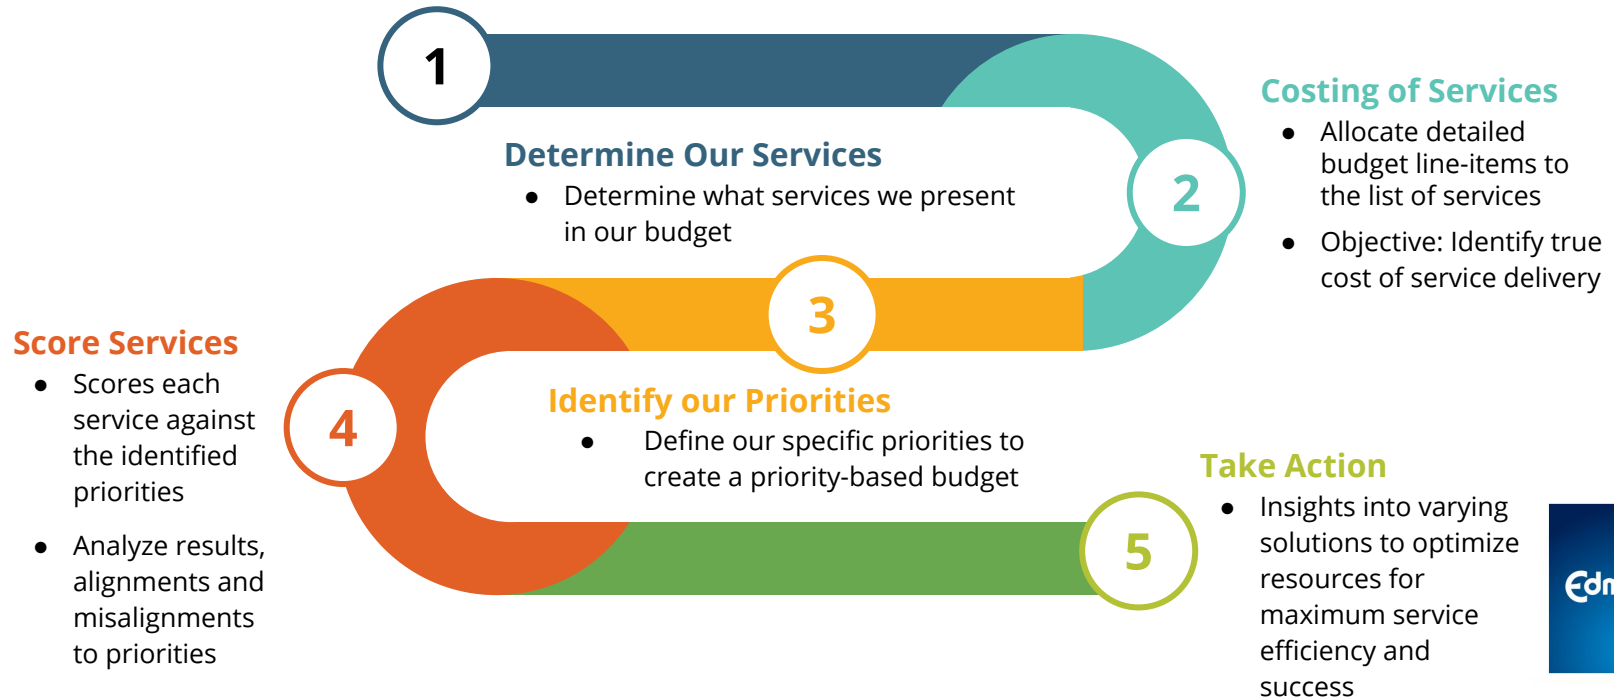 1
Determine Our Services
● Determine what services we present
in our budget
2
Costing of Services
● Allocate detailed
budget line-items to
the list of services
● Objective: Identify true
cost of service delivery
3
Identify our Priorities
● Define our specific priorities to
create a priority-based budget
4
Score Services
● Scores each
service against
the identified
priorities
● Analyze results,
alignments and
misalignments
to priorities
5
Take Action
● Insights into varying
solutions to optimize
resources for
maximum service
efficiency and
success